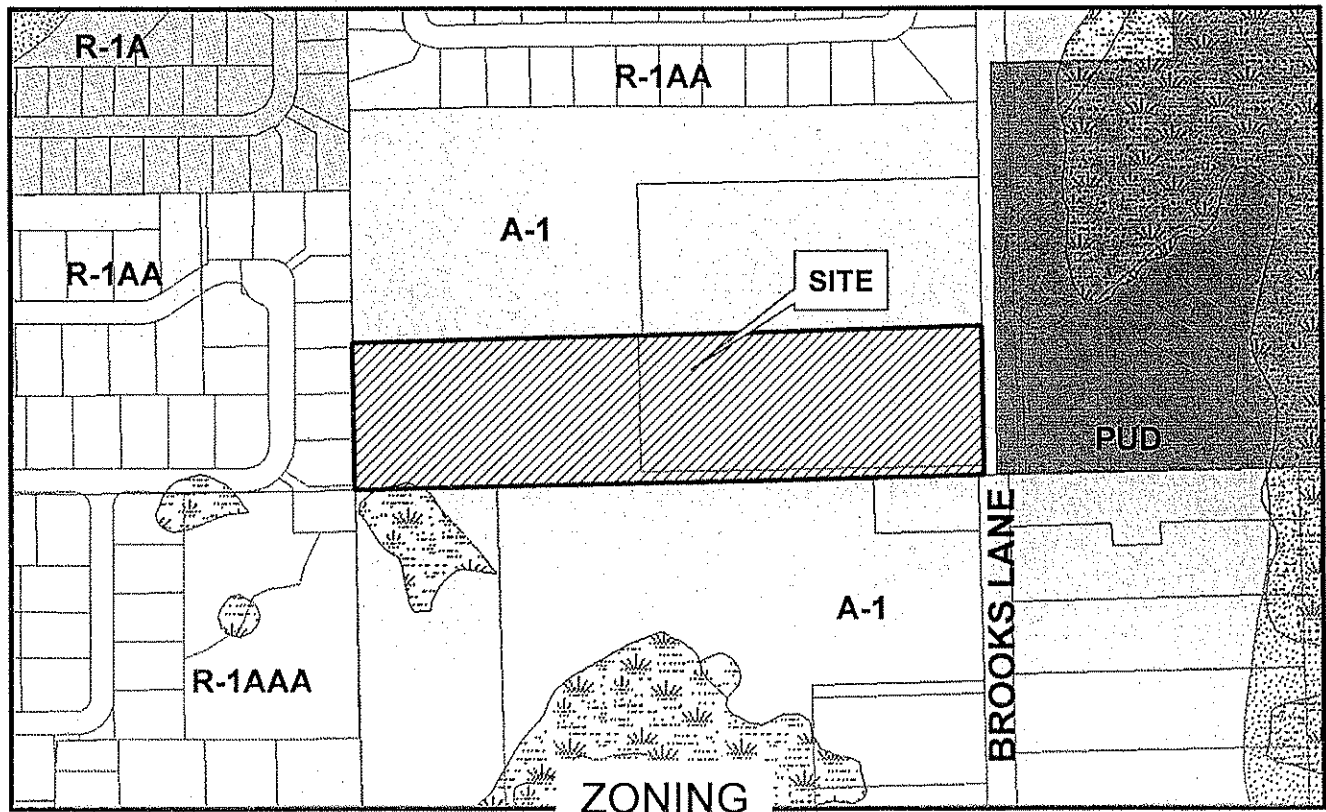 R-1A
R-1AA
A-1
R-1AA
SITE
PUD
A-1
R-1AAA
BROOKS LANE
ZONING